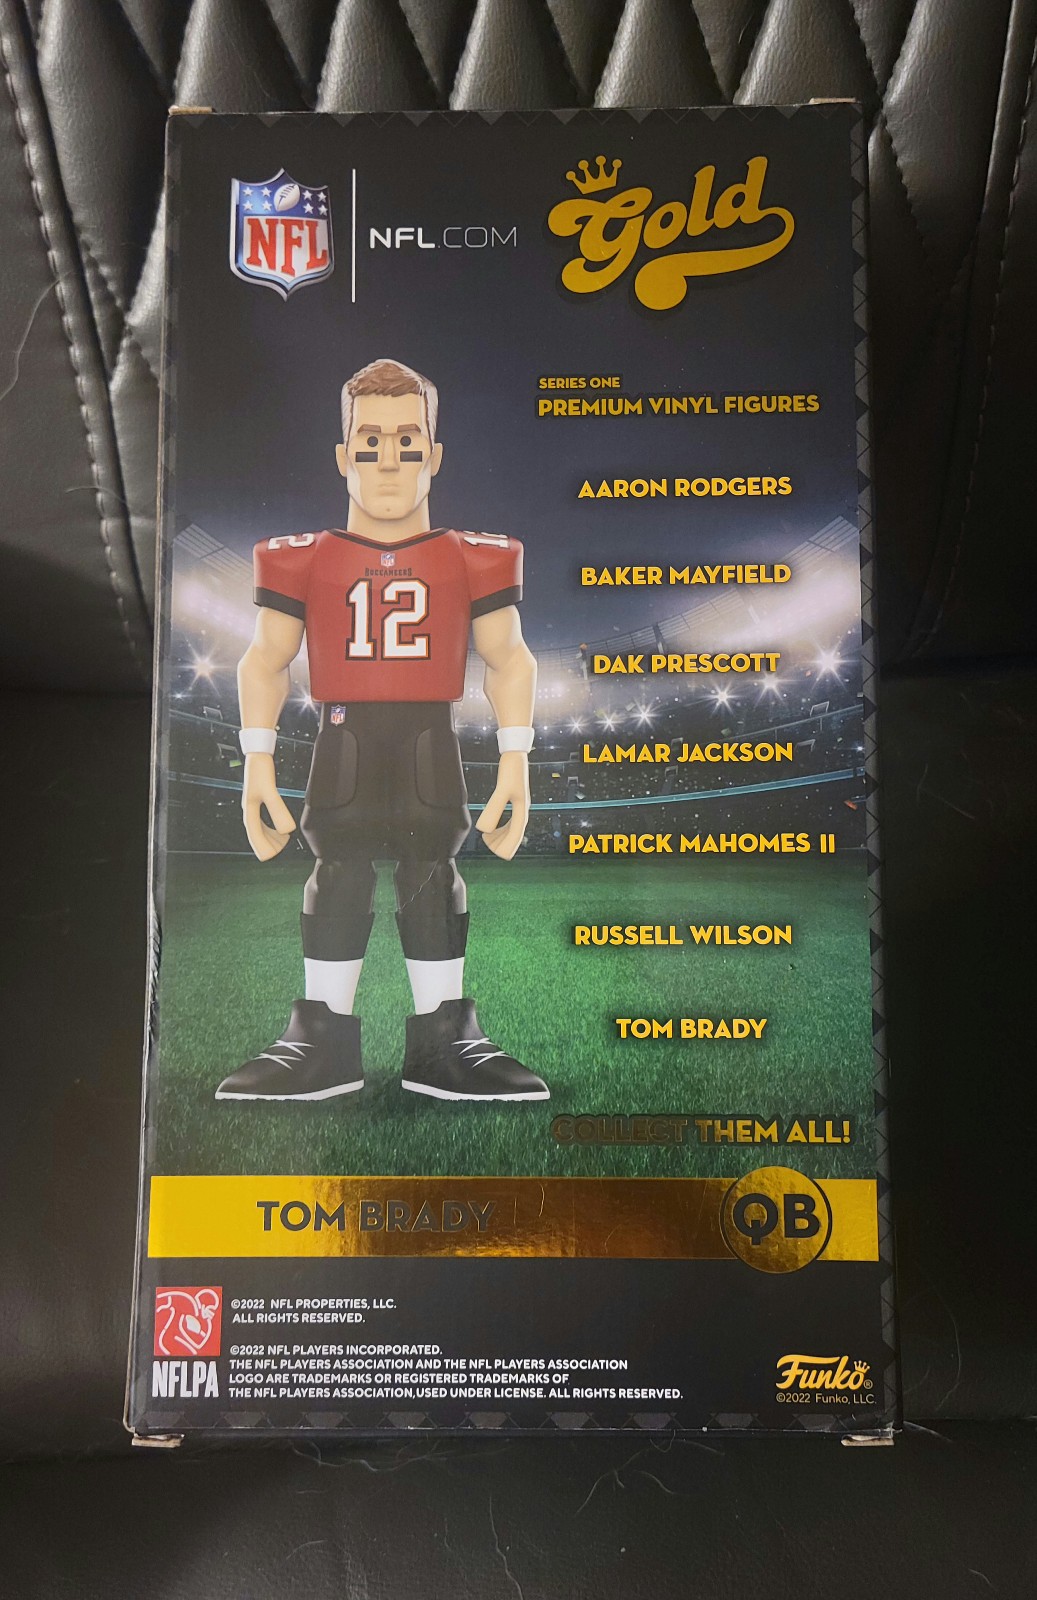 NFL
NFL.COM
Gold
SERIES ONE
PREMIUM VINYL FIGURES
AARON RODGERS
BAKER MAYFIELD
DAK PRESCOTT
LAMAR JACKSON
PATRICK MAHOMES II
RUSSELL WILSON
TOM BRADY
12
12
BUCCANEERS
12
COLLECT THEM ALL!
TOM BRADY
QB
NFLPA
©2022 NFL PROPERTIES, LLC.
ALL RIGHTS RESERVED.
©2022 NFL PLAYERS INCORPORATED.
THE NFL PLAYERS ASSOCIATION AND THE NFL PLAYERS ASSOCIATION
LOGO ARE TRADEMARKS OR REGISTERED TRADEMARKS OF
THE NFL PLAYERS ASSOCIATION,USED UNDER LICENSE. ALL RIGHTS RESERVED.
Funko®
©2022 Funko, LLC.